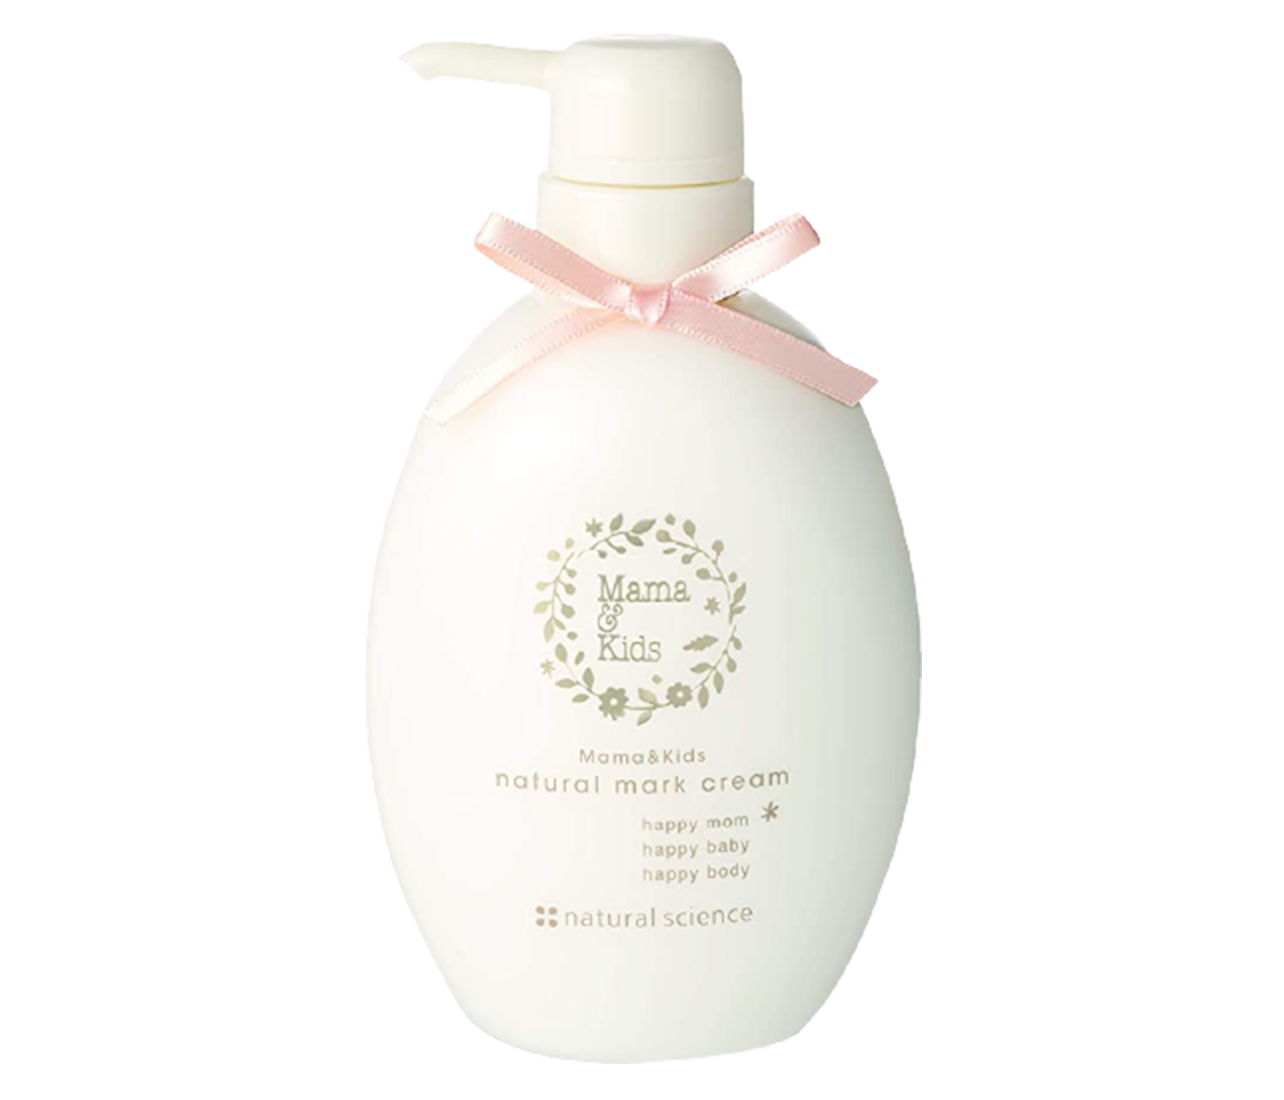 Mama
&
Kids
Mama&Kids
natural mark cream
happy mom *
happy baby
happy body
natural science